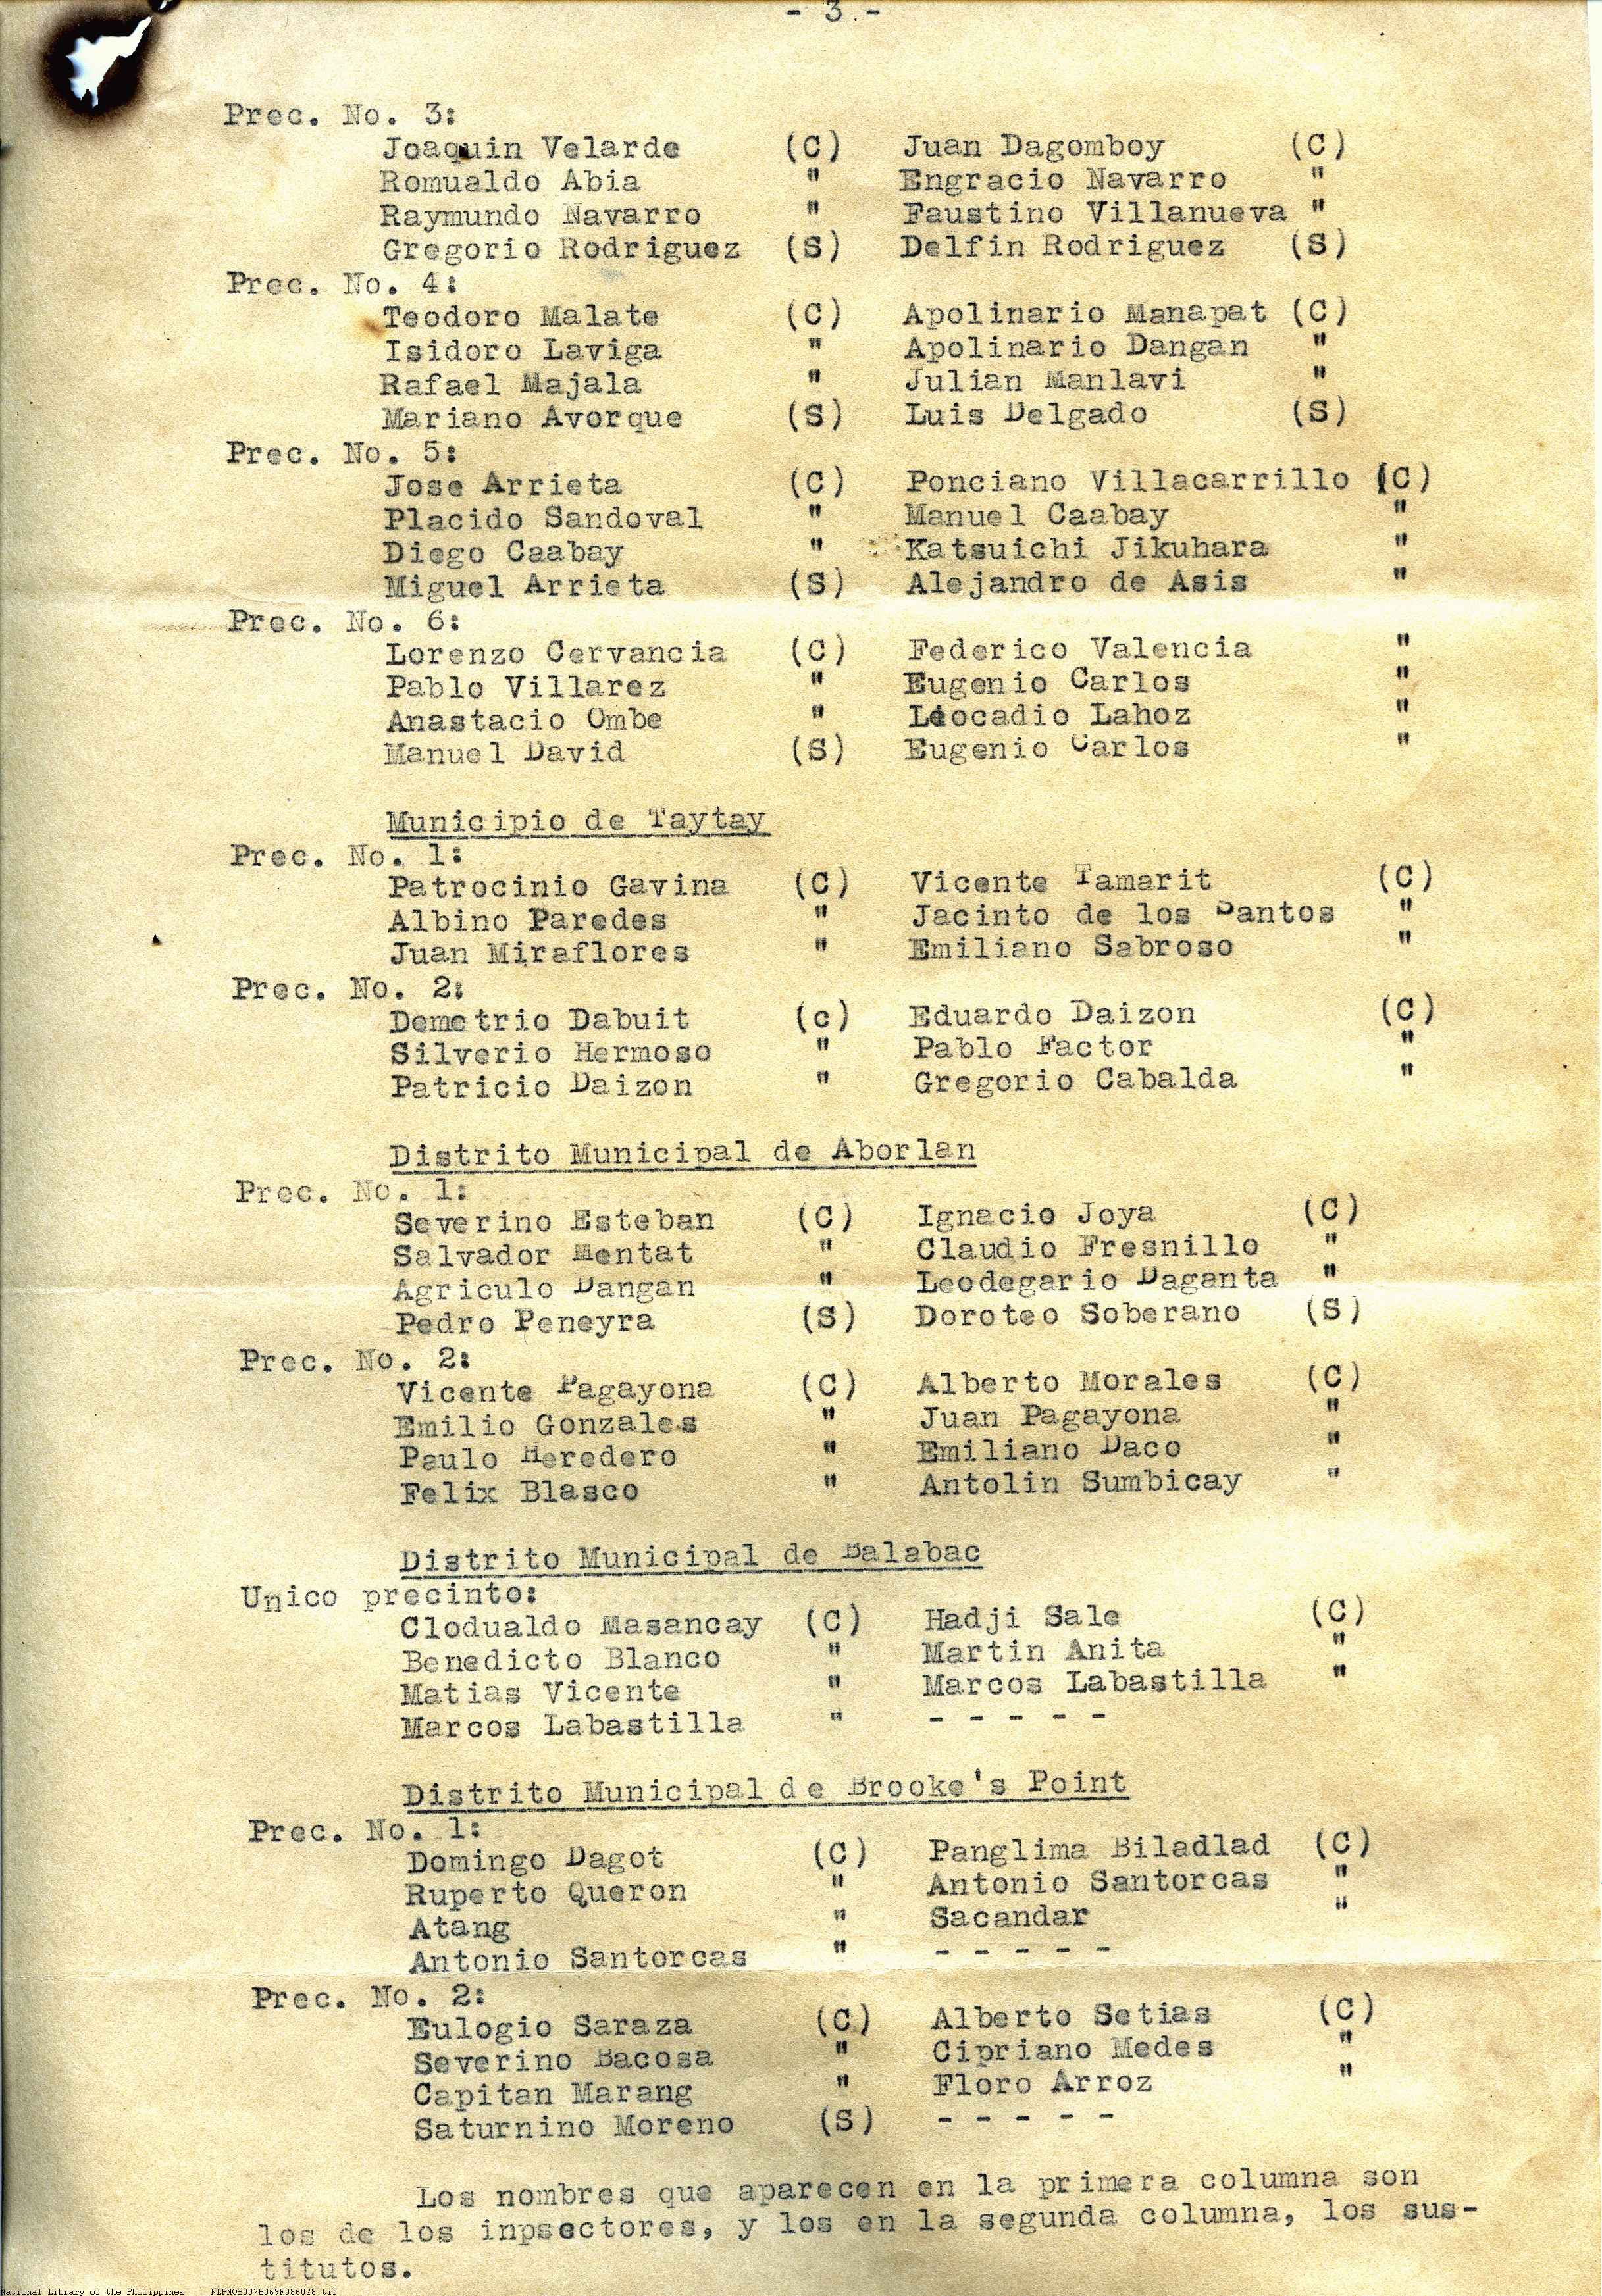 - 3 -
Prec. No. 3:
Joaquin Velarde (C) Juan Dagomboy (C)
Romualdo Abia " Engracio Navarro "
Raymundo Navarro " Faustino Villanueva "
Gregorio Rodriguez (S) Delfin Rodriguez (S)
Prec. No. 4:
Teodoro Malate (C) Apolinario Manapat (C)
Isidoro Laviga " Apolinario Dangan "
Rafael Majala " Julian Manlavi "
Mariano Avorque (S) Luis Delgado (S)
Prec. No. 5:
Jose Arrieta (C) Ponciano Villacarrillo (C)
Placido Sandoval " Manuel Caabay "
Diego Caabay " Katsuichi Jikuhara "
Miguel Arrieta (S) Alejandro de Asis "
Prec. No. 6:
Lorenzo Cervancia (C) Federico Valencia "
Pablo Villarez " Eugenio Carlos "
Anastacio Ombe " Leocadio Lahoz "
Manuel David (S) Eugenio Carlos "
Municipio de Taytay
Prec. No. 1:
Patrocinio Gavina (C) Vicente Tamarit (C)
Albino Paredes " Jacinto de los Santos "
Juan Miraflores " Emiliano Sabroso "
Prec. No. 2:
Demetrio Dabuit (c) Eduardo Daizon (C)
Silverio Hermoso " Pablo Factor "
Patricio Daizon " Gregorio Cabalda "
Distrito Municipal de Aborlan
Prec. No. 1:
Severino Esteban (C) Ignacio Joya (C)
Salvador Mentat " Claudio Fresnillo "
Agriculo Dangan " Leodegario Daganta "
Pedro Peneyra (S) Doroteo Soberano (S)
Prec. No. 2:
Vicente Pagayona (C) Alberto Morales (C)
Emilio Gonzales " Juan Pagayona "
Paulo Heredero " Emiliano Daco "
Felix Blasco " Antolin Sumbicay "
Distrito Municipal de Balabac
Unico precinto:
Clodualdo Masancay (C) Hadji Sale (C)
Benedicto Blanco " Martin Anita "
Matias Vicente " Marcos Labastilla "
Marcos Labastilla " - - - - -
Distrito Municipal de Brooke's Point
Prec. No. 1:
Domingo Dagot (C) Panglima Biladlad (C)
Ruperto Queron " Antonio Santorcas "
Atang " Sacandar "
Antonio Santorcas " - - - - -
Prec. No. 2:
Eulogio Saraza (C) Alberto Setias (C)
Severino Bacosa " Cipriano Medes "
Capitan Marang " Floro Arroz "
Saturnino Moreno (S) - - - - -
Los nombres que aparecen en la primera columna son
los de los inpsectores, y los en la segunda columna, los sus-
titutos.
National Library of the Philippines NLPMQS007B069F086028.tif